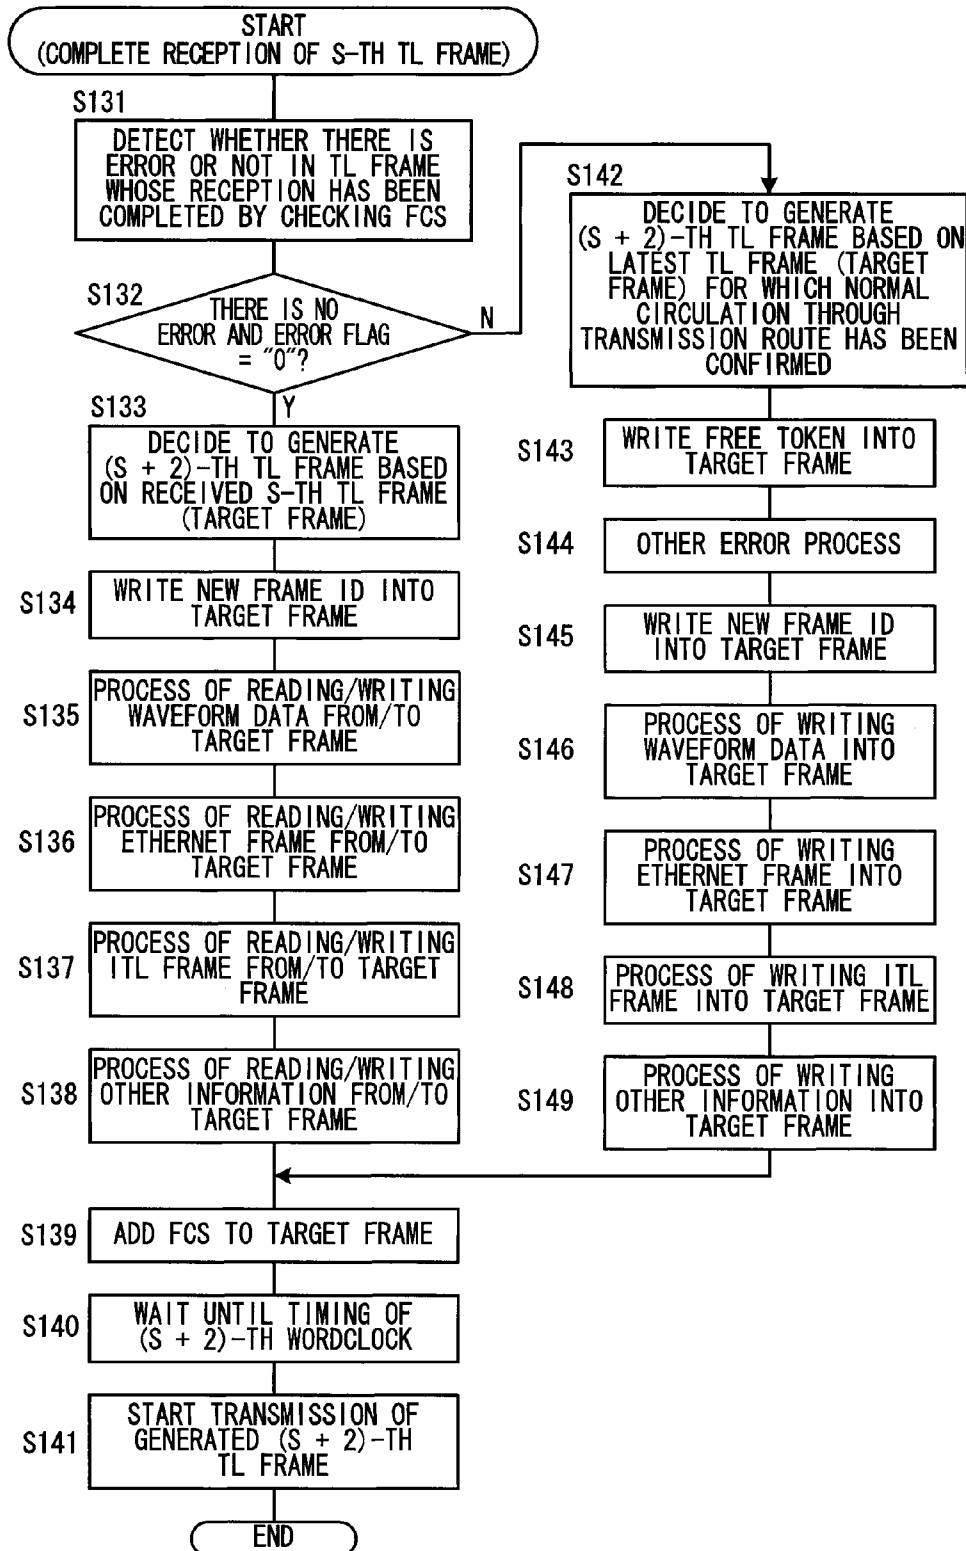 START
(COMPLETE RECEPTION OF S-TH TL FRAME)
S131
DETECT WHETHER THERE IS
ERROR OR NOT IN TL FRAME
WHOSE RECEPTION HAS BEEN
COMPLETED BY CHECKING FCS
S132
THERE IS NO
ERROR AND ERROR FLAG
= "0"?
N
Y
S133
DECIDE TO GENERATE
(S + 2)-TH TL FRAME BASED
ON RECEIVED S-TH TL FRAME
(TARGET FRAME)
S134
WRITE NEW FRAME ID INTO
TARGET FRAME
S135
PROCESS OF READING/WRITING
WAVEFORM DATA FROM/TO
TARGET FRAME
S136
PROCESS OF READING/WRITING
ETHERNET FRAME FROM/TO
TARGET FRAME
S137
PROCESS OF READING/WRITING
ITL FRAME FROM/TO TARGET
FRAME
S138
PROCESS OF READING/WRITING
OTHER INFORMATION FROM/TO
TARGET FRAME
S142
DECIDE TO GENERATE
(S + 2)-TH TL FRAME BASED ON
LATEST TL FRAME (TARGET
FRAME) FOR WHICH NORMAL
CIRCULATION THROUGH
TRANSMISSION ROUTE HAS BEEN
CONFIRMED
S143
WRITE FREE TOKEN INTO
TARGET FRAME
S144
OTHER ERROR PROCESS
S145
WRITE NEW FRAME ID
INTO TARGET FRAME
S146
PROCESS OF WRITING
WAVEFORM DATA INTO
TARGET FRAME
S147
PROCESS OF WRITING
ETHERNET FRAME INTO
TARGET FRAME
S148
PROCESS OF WRITING ITL
FRAME INTO TARGET FRAME
S149
PROCESS OF WRITING
OTHER INFORMATION INTO
TARGET FRAME
S139
ADD FCS TO TARGET FRAME
S140
WAIT UNTIL TIMING OF
(S + 2)-TH WORDCLOCK
S141
START TRANSMISSION OF
GENERATED (S + 2)-TH
TL FRAME
END